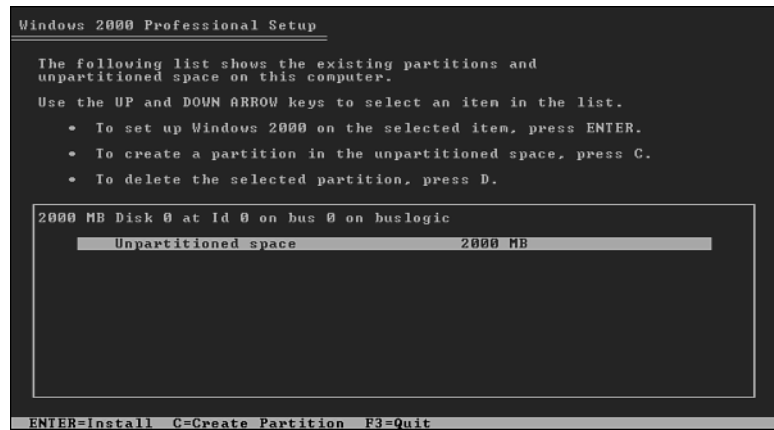 Windows 2000 Professional Setup
The following list shows the existing partitions and
unpartitioned space on this computer.
Use the UP and DOWN ARROW keys to select an item in the list.
• To set up Windows 2000 on the selected item, press ENTER.
• To create a partition in the unpartitioned space, press C.
• To delete the selected partition, press D.
2000 MB Disk 0 at Id 0 on bus 0 on buslogic
Unpartitioned space 2000 MB
ENTER=Install C=Create Partition F3=Quit